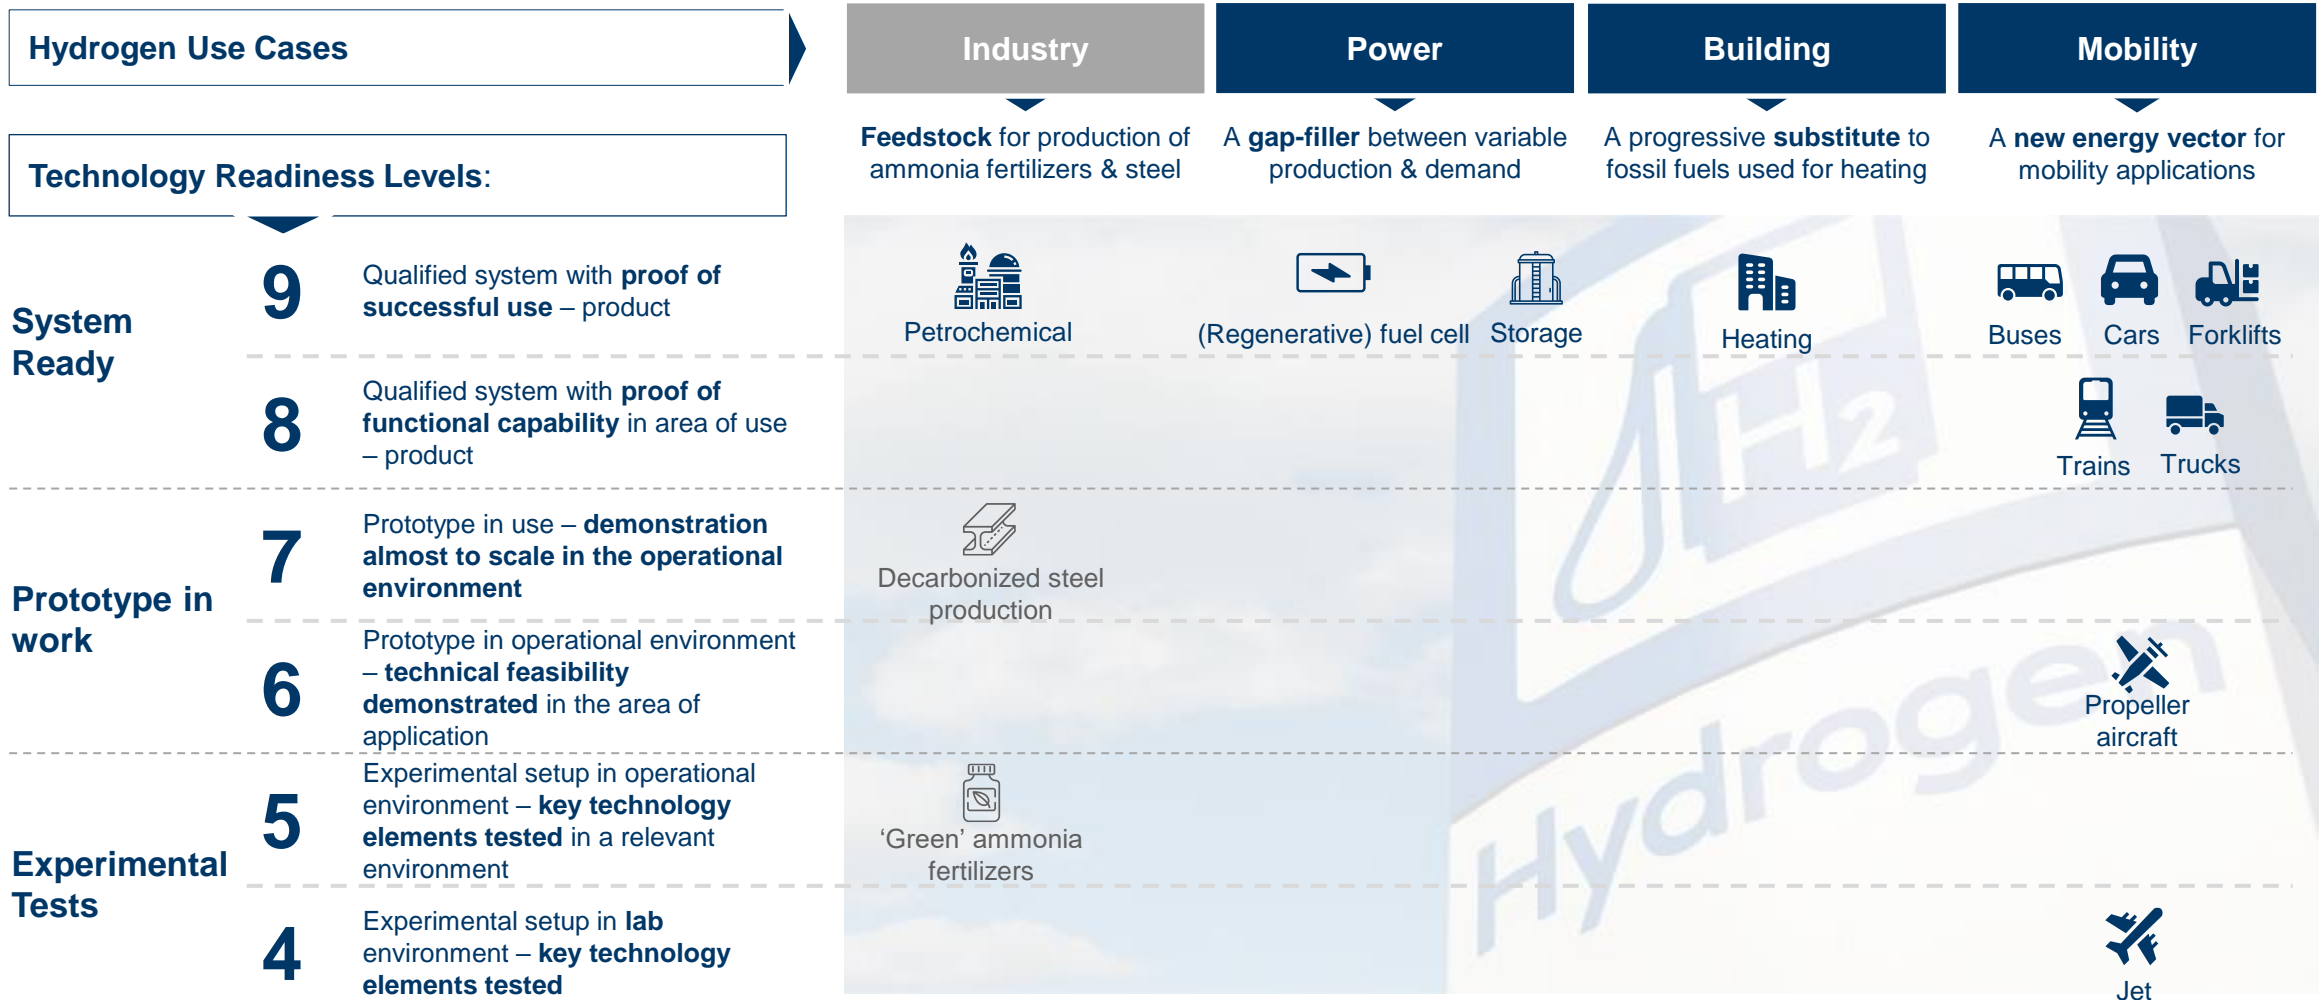 Hydrogen Use Cases
Industry
Power
Building
Mobility
Feedstock for production of
ammonia fertilizers & steel
A gap-filler between variable
production & demand
A progressive substitute to
fossil fuels used for heating
A new energy vector for
mobility applications
Technology Readiness Levels:
System
Ready
9
Qualified system with proof of
successful use – product
Petrochemical
(Regenerative) fuel cell
Storage
Heating
Buses
Cars
Forklifts
8
Qualified system with proof of
functional capability in area of use
– product
Trains
Trucks
Prototype in
work
7
Prototype in use – demonstration
almost to scale in the operational
environment
Decarbonized steel
production
6
Prototype in operational environment
– technical feasibility
demonstrated in the area of
application
Propeller
aircraft
Experimental
Tests
5
Experimental setup in operational
environment – key technology
elements tested in a relevant
environment
‘Green’ ammonia
fertilizers
4
Experimental setup in lab
environment – key technology
elements tested
Jet
H2
Hydrogen